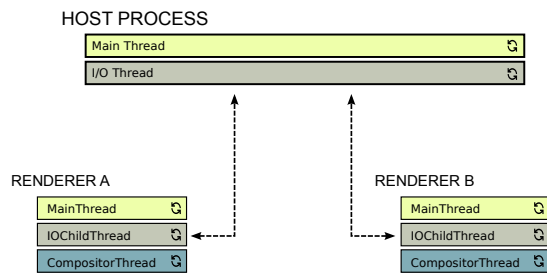 HOST PROCESS
Main Thread
I/O Thread
RENDERER A
MainThread
IOChildThread
CompositorThread
RENDERER B
MainThread
IOChildThread
CompositorThread